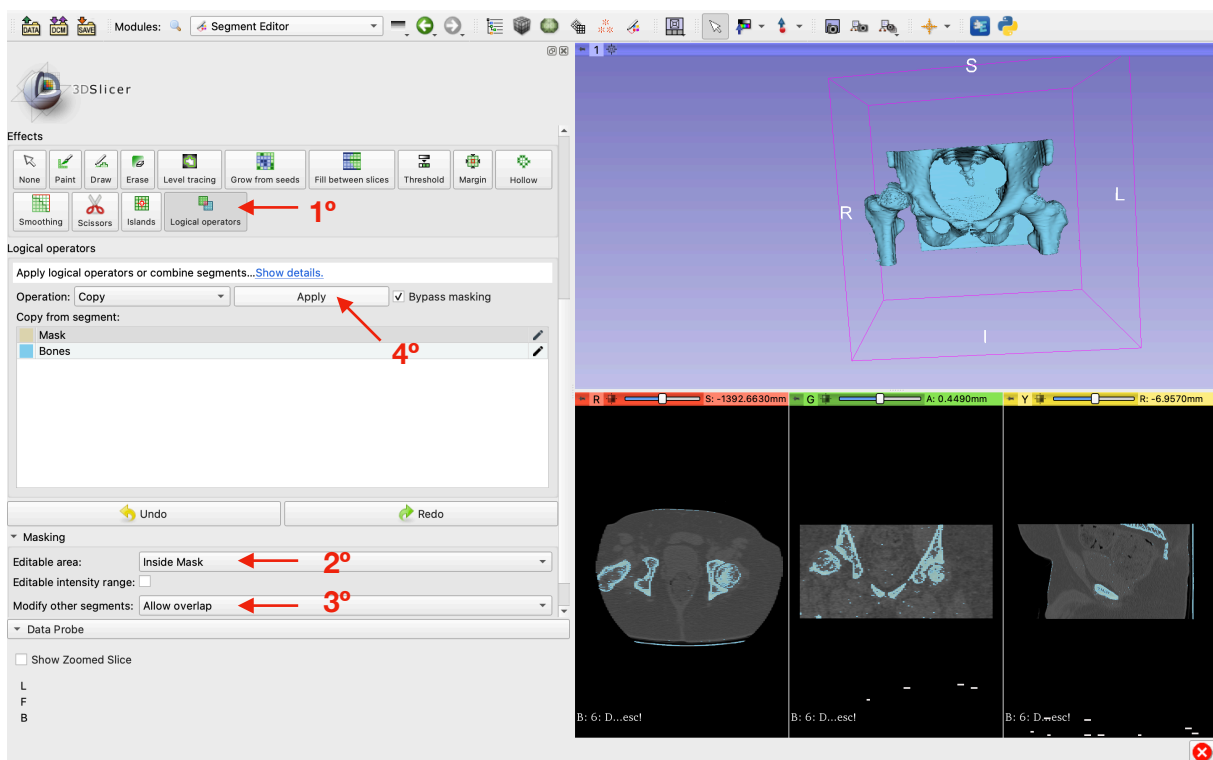 DATA DCM SAVE Modules: Segment Editor
1
3DSlicer
S
Effects
None Paint Draw Erase Level tracing Grow from seeds Fill between slices Threshold Margin Hollow
Smoothing Scissors Islands Logical operators
1º
R
L
Logical operators
Apply logical operators or combine segments...Show details.
Operation: Copy Apply Bypass masking
Copy from segment:
Mask
Bones
4º
I
R S: -1392.6630mm G A: 0.4490mm Y R: -6.9570mm
Undo Redo
Masking
Editable area: Inside Mask 2º
Editable intensity range:
Modify other segments: Allow overlap 3º
Data Probe
Show Zoomed Slice
L
F
B
B: 6: D...esc! B: 6: D...esc! B: 6: D...esc!